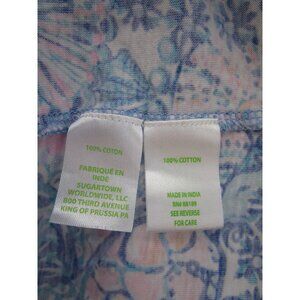 100% COTON
FABRIQUÉ EN
INDE
SUGARTOWN
WORLDWIDE, LLC
800 THIRD AVENUE
KING OF PRUSSIA PA
100% COTTON
MADE IN INDIA
RN# 88189
SEE REVERSE
FOR CARE